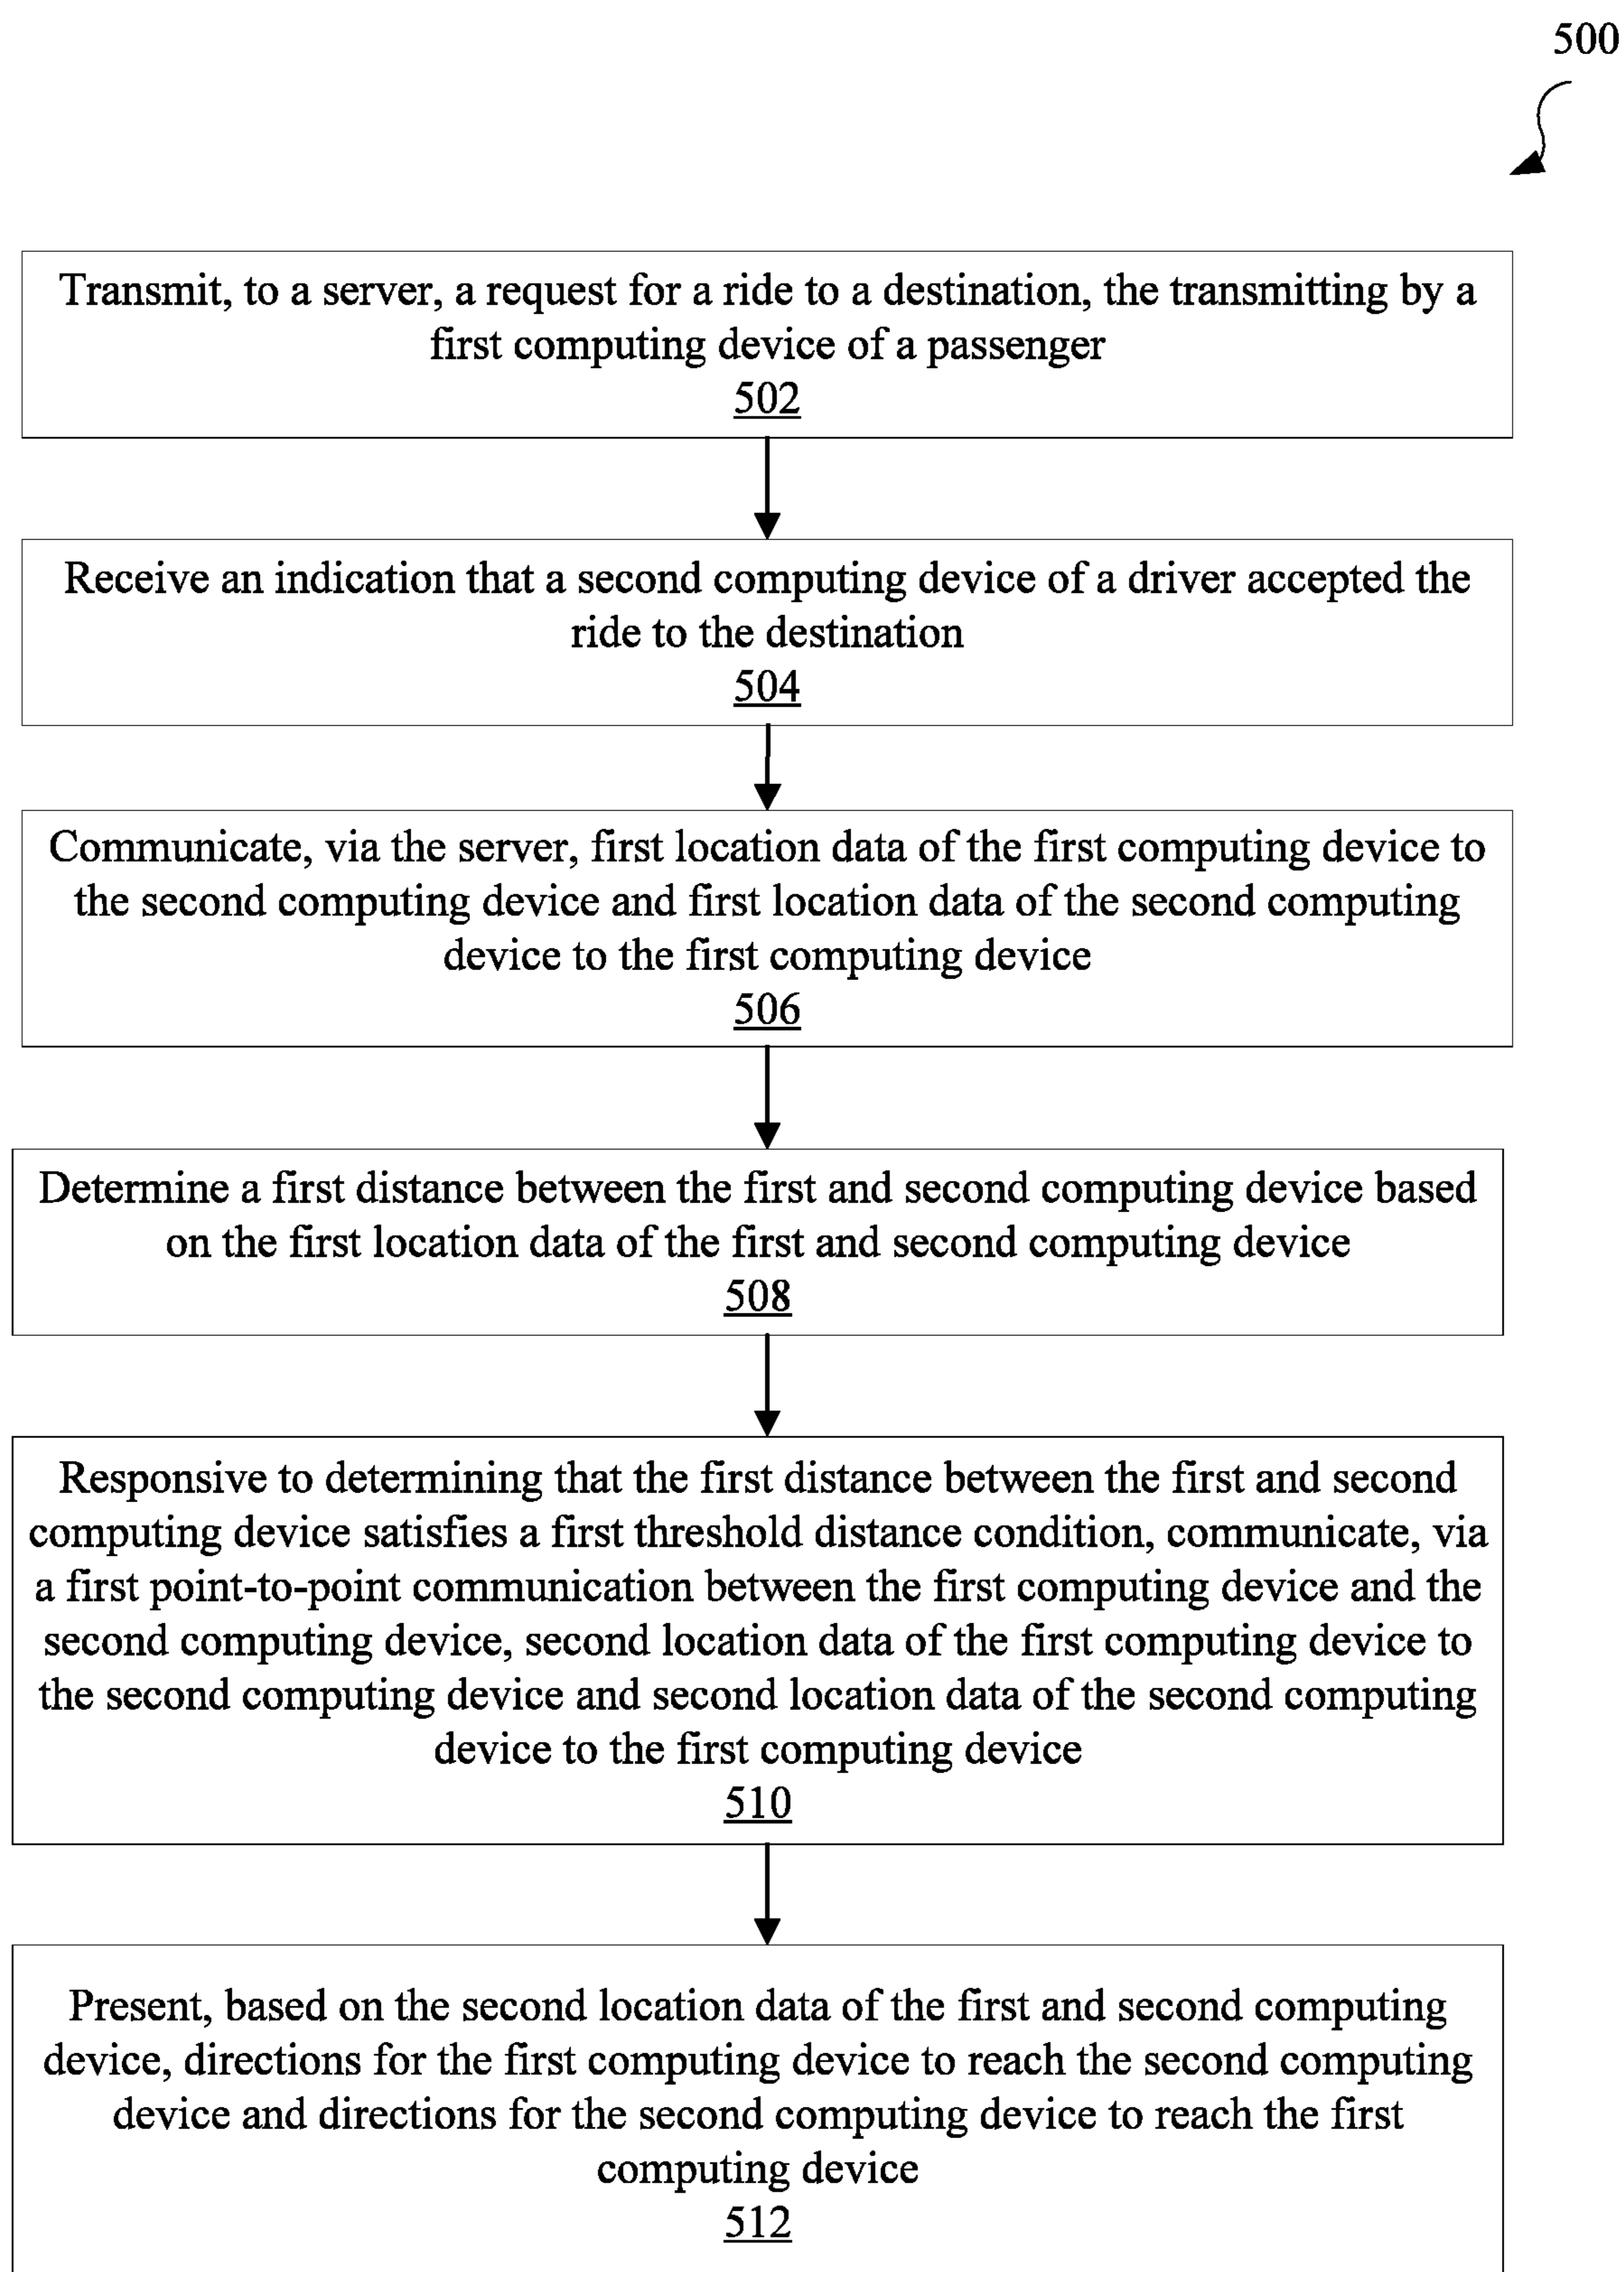 500
Transmit, to a server, a request for a ride to a destination, the transmitting by a
first computing device of a passenger
502
Receive an indication that a second computing device of a driver accepted the
ride to the destination
504
Communicate, via the server, first location data of the first computing device to
the second computing device and first location data of the second computing
device to the first computing device
506
Determine a first distance between the first and second computing device based
on the first location data of the first and second computing device
508
Responsive to determining that the first distance between the first and second
computing device satisfies a first threshold distance condition, communicate, via
a first point-to-point communication between the first computing device and the
second computing device, second location data of the first computing device to
the second computing device and second location data of the second computing
device to the first computing device
510
Present, based on the second location data of the first and second computing
device, directions for the first computing device to reach the second computing
device and directions for the second computing device to reach the first
computing device
512